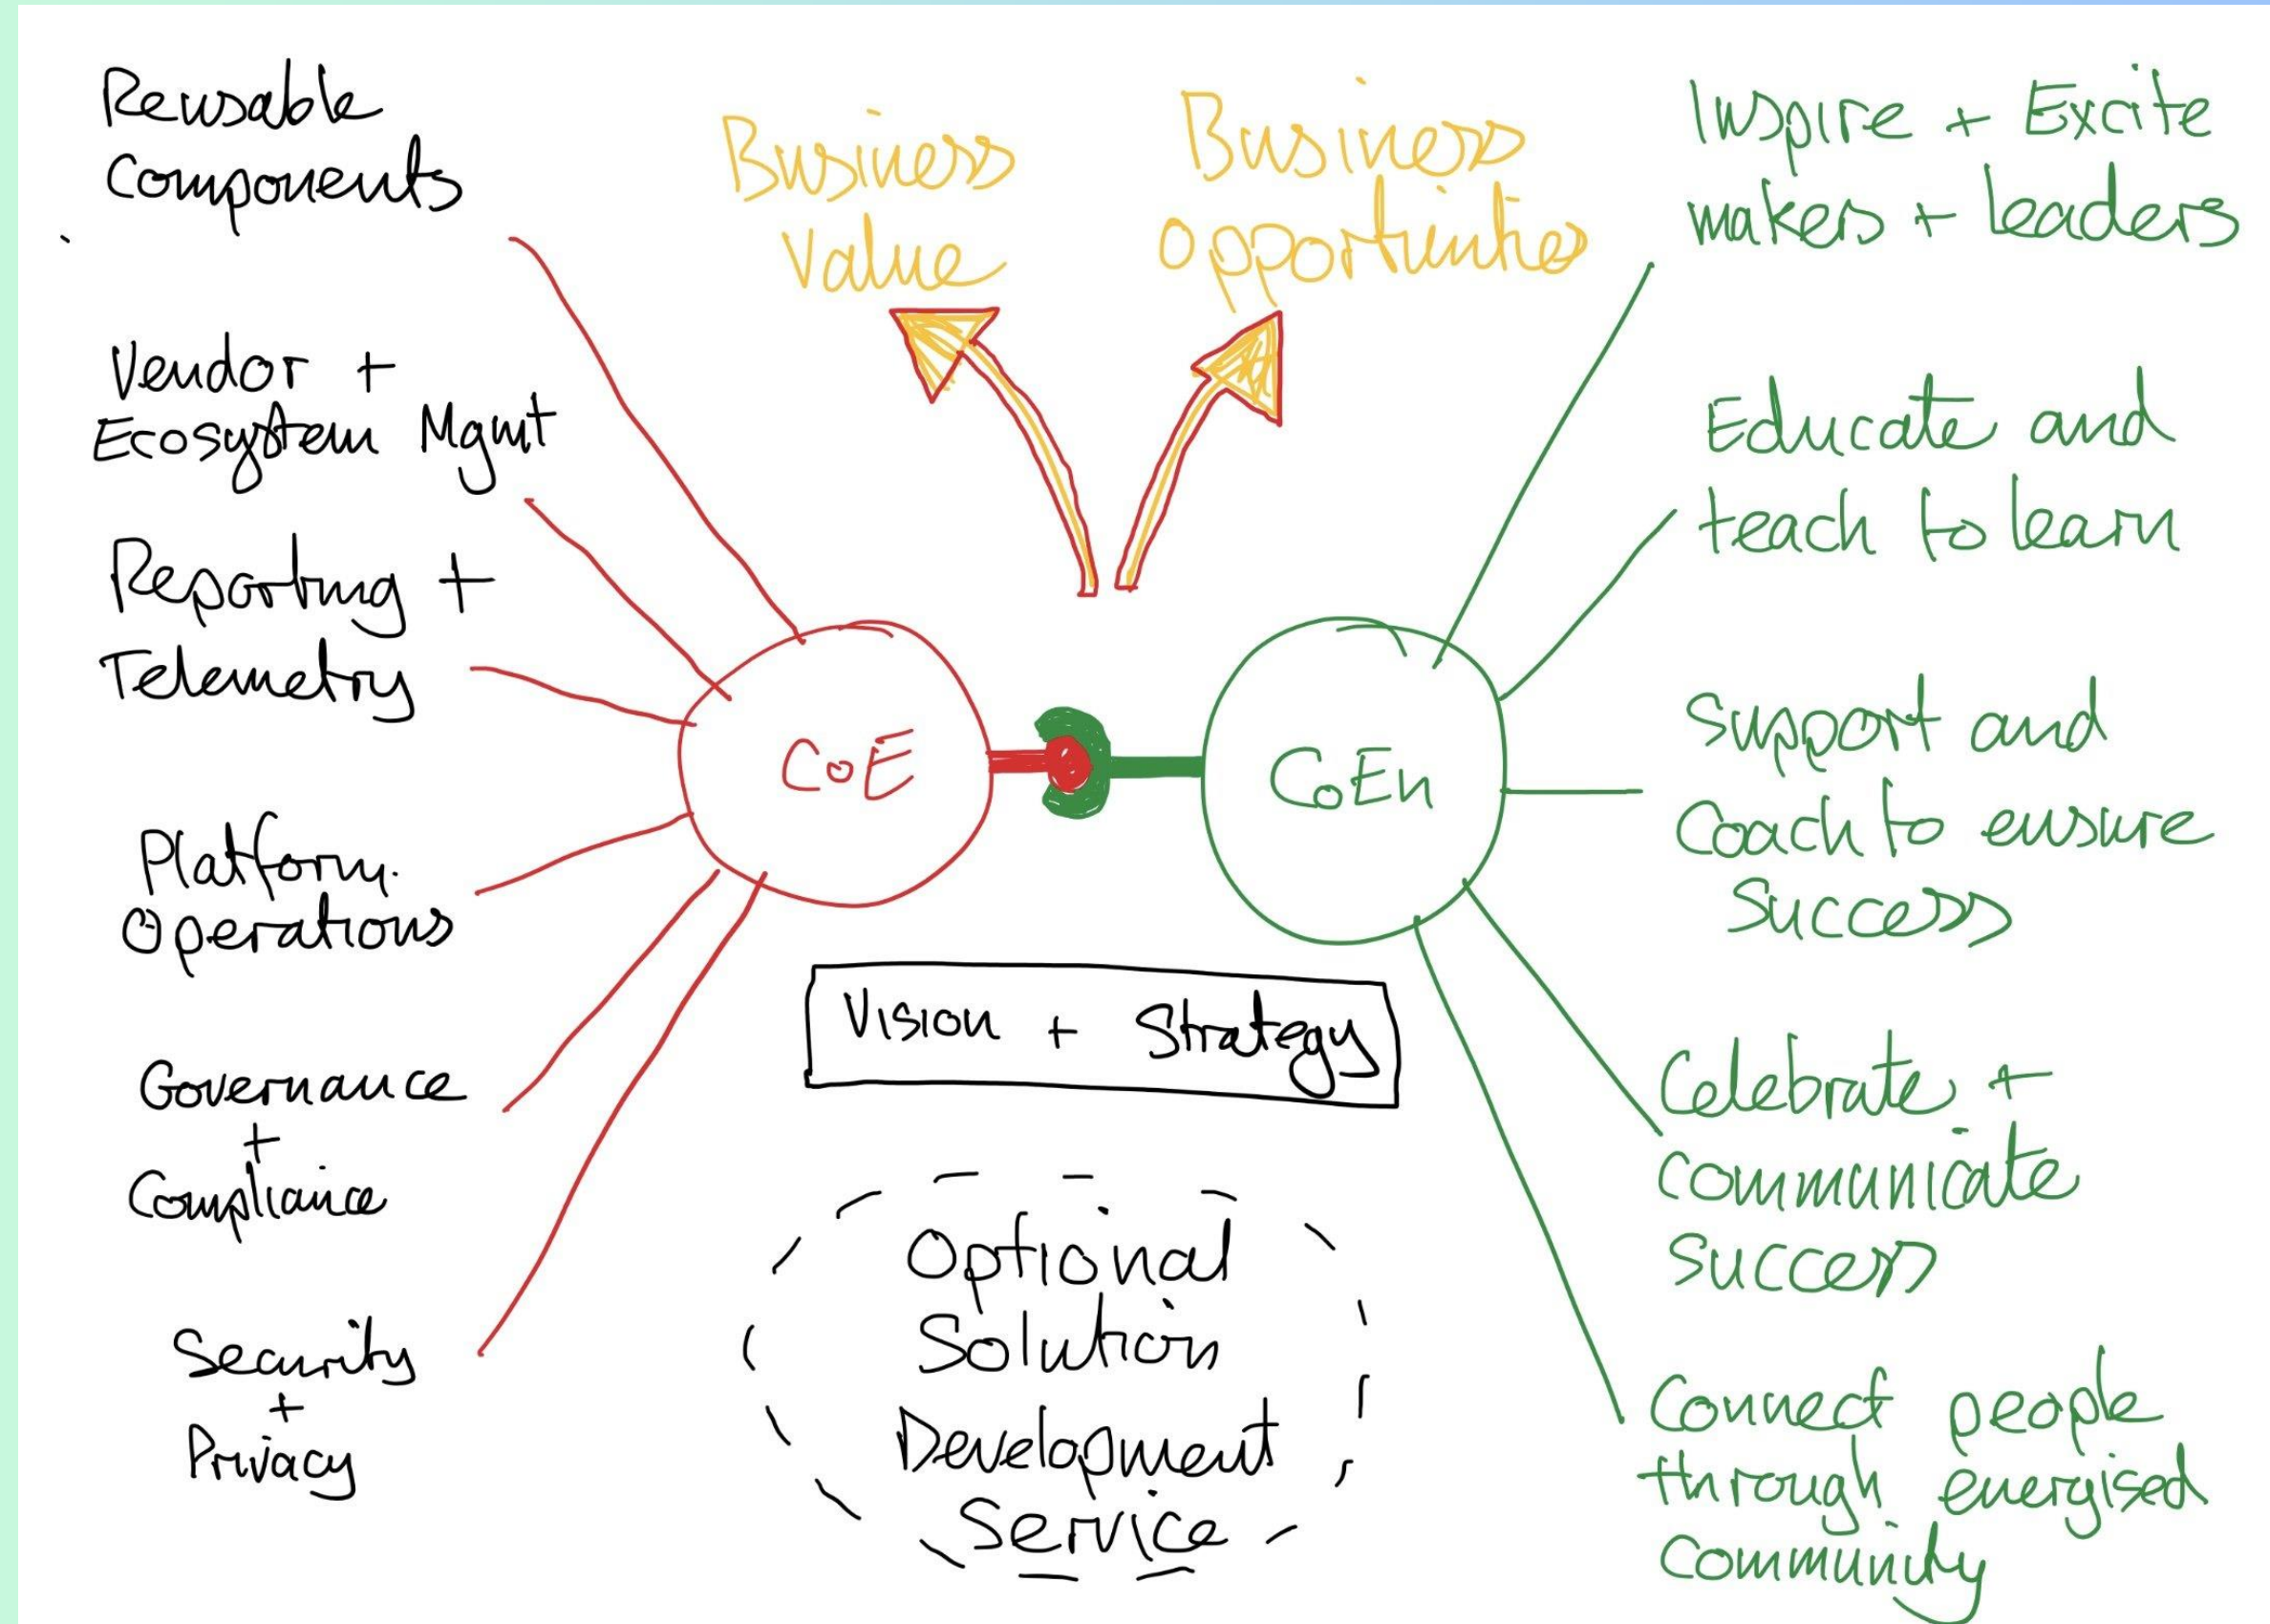 Reusable
Components
Vendor +
Ecosystem Mgmt
Reporting +
Telemetry
Platform
Operations
Governance
+
Compliance
Security
+
Privacy
Business
Value
Business
Opportunities
CoE
CoEn
Vision + Strategy
Optional
Solution
Development
Service
Inspire + Excite
makers + leaders
Educate and
teach to learn
Support and
Coach to ensure
Success
Celebrate +
Communicate
Success
Connect people
through energised
Community